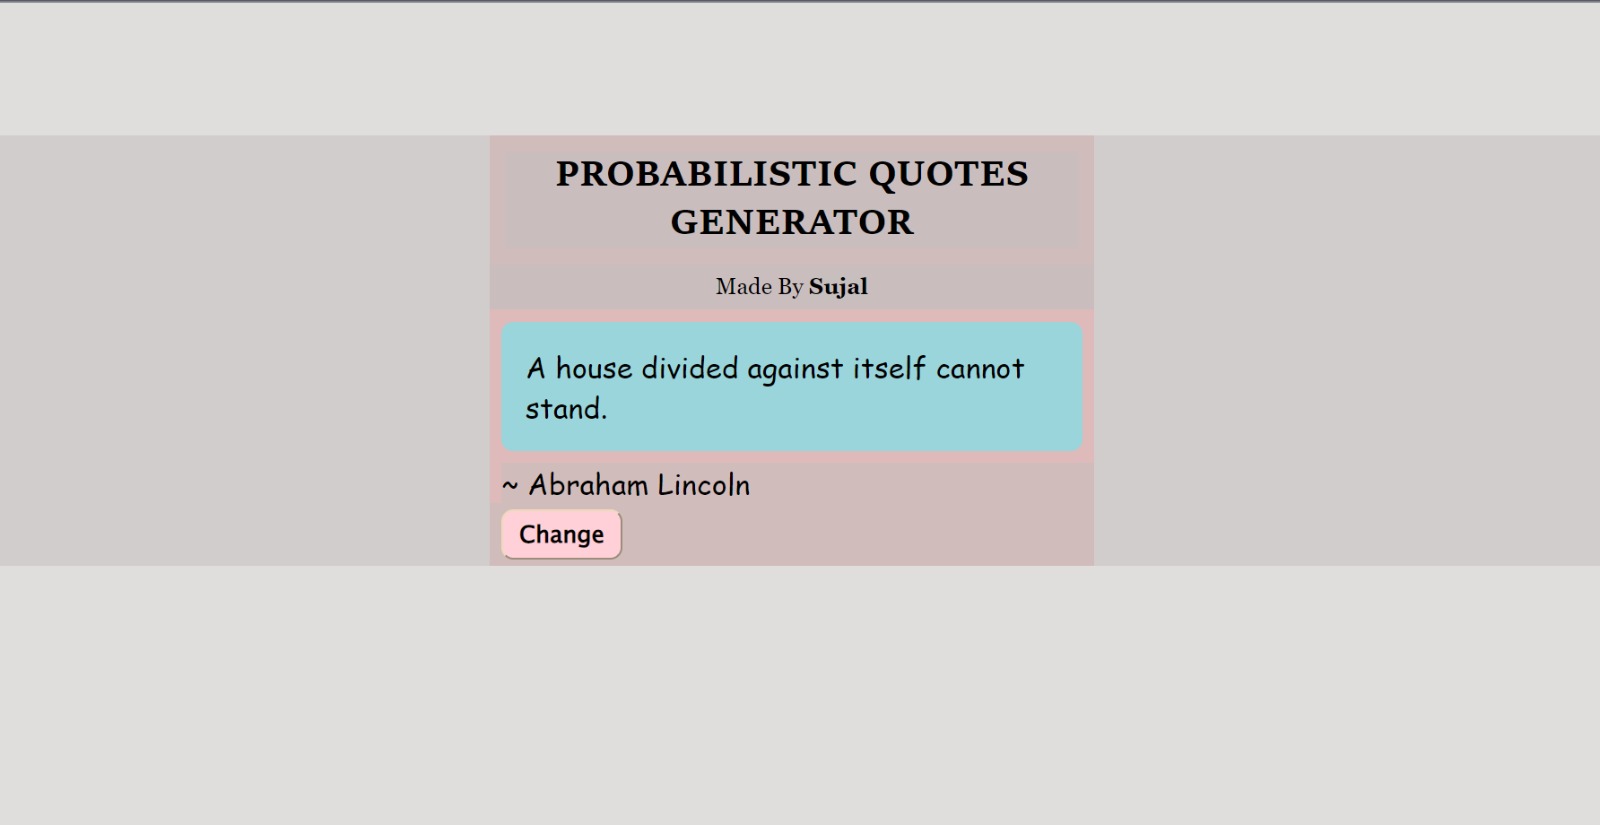 PROBABILISTIC QUOTES
GENERATOR
Made By Sujal
A house divided against itself cannot
stand.
~ Abraham Lincoln
Change